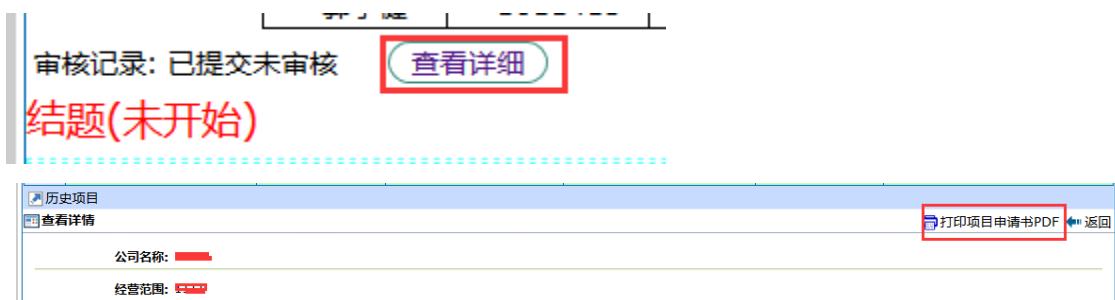 审核记录: 已提交未审核 查看详细
结题(未开始)
历史项目
查看详情 打印项目申请书PDF 返回
公司名称:
经营范围: